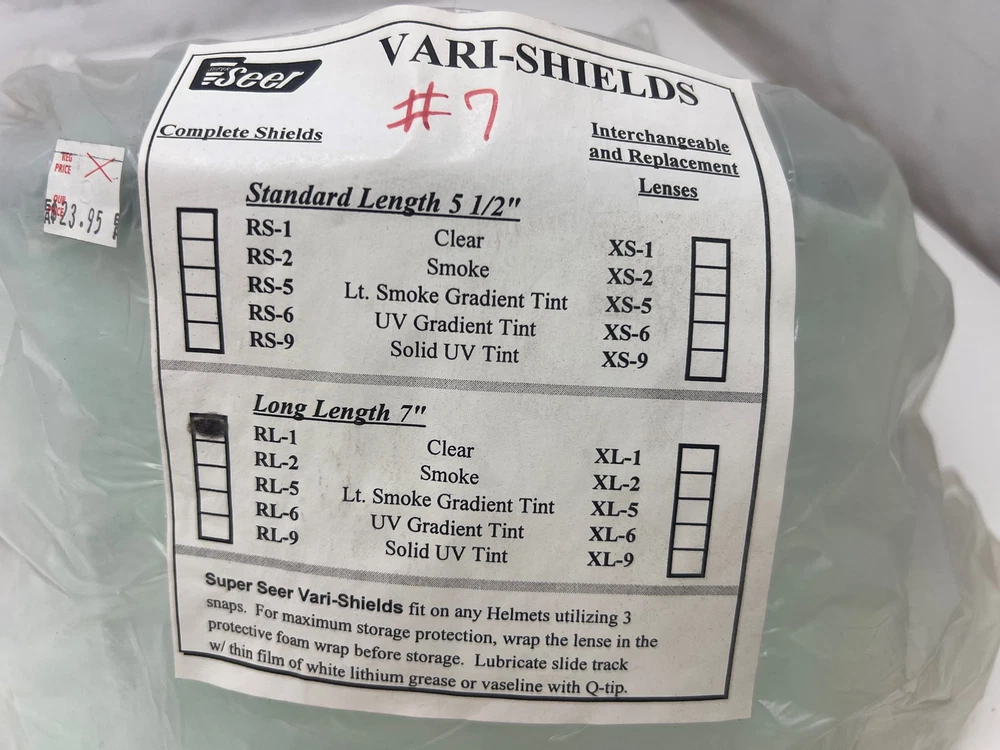 SUPER Seer
VARI-SHIELDS
#7
Complete Shields
Interchangeable
and Replacement
Lenses
REG
PRICE
OUR
$23.95
Standard Length 5 1/2"
RS-1 Clear XS-1
RS-2 Smoke XS-2
RS-5 Lt. Smoke Gradient Tint XS-5
RS-6 UV Gradient Tint XS-6
RS-9 Solid UV Tint XS-9
Long Length 7"
RL-1 Clear XL-1
RL-2 Smoke XL-2
RL-5 Lt. Smoke Gradient Tint XL-5
RL-6 UV Gradient Tint XL-6
RL-9 Solid UV Tint XL-9
Super Seer Vari-Shields fit on any Helmets utilizing 3
snaps. For maximum storage protection, wrap the lense in the
protective foam wrap before storage. Lubricate slide track
w/ thin film of white lithium grease or vaseline with Q-tip.